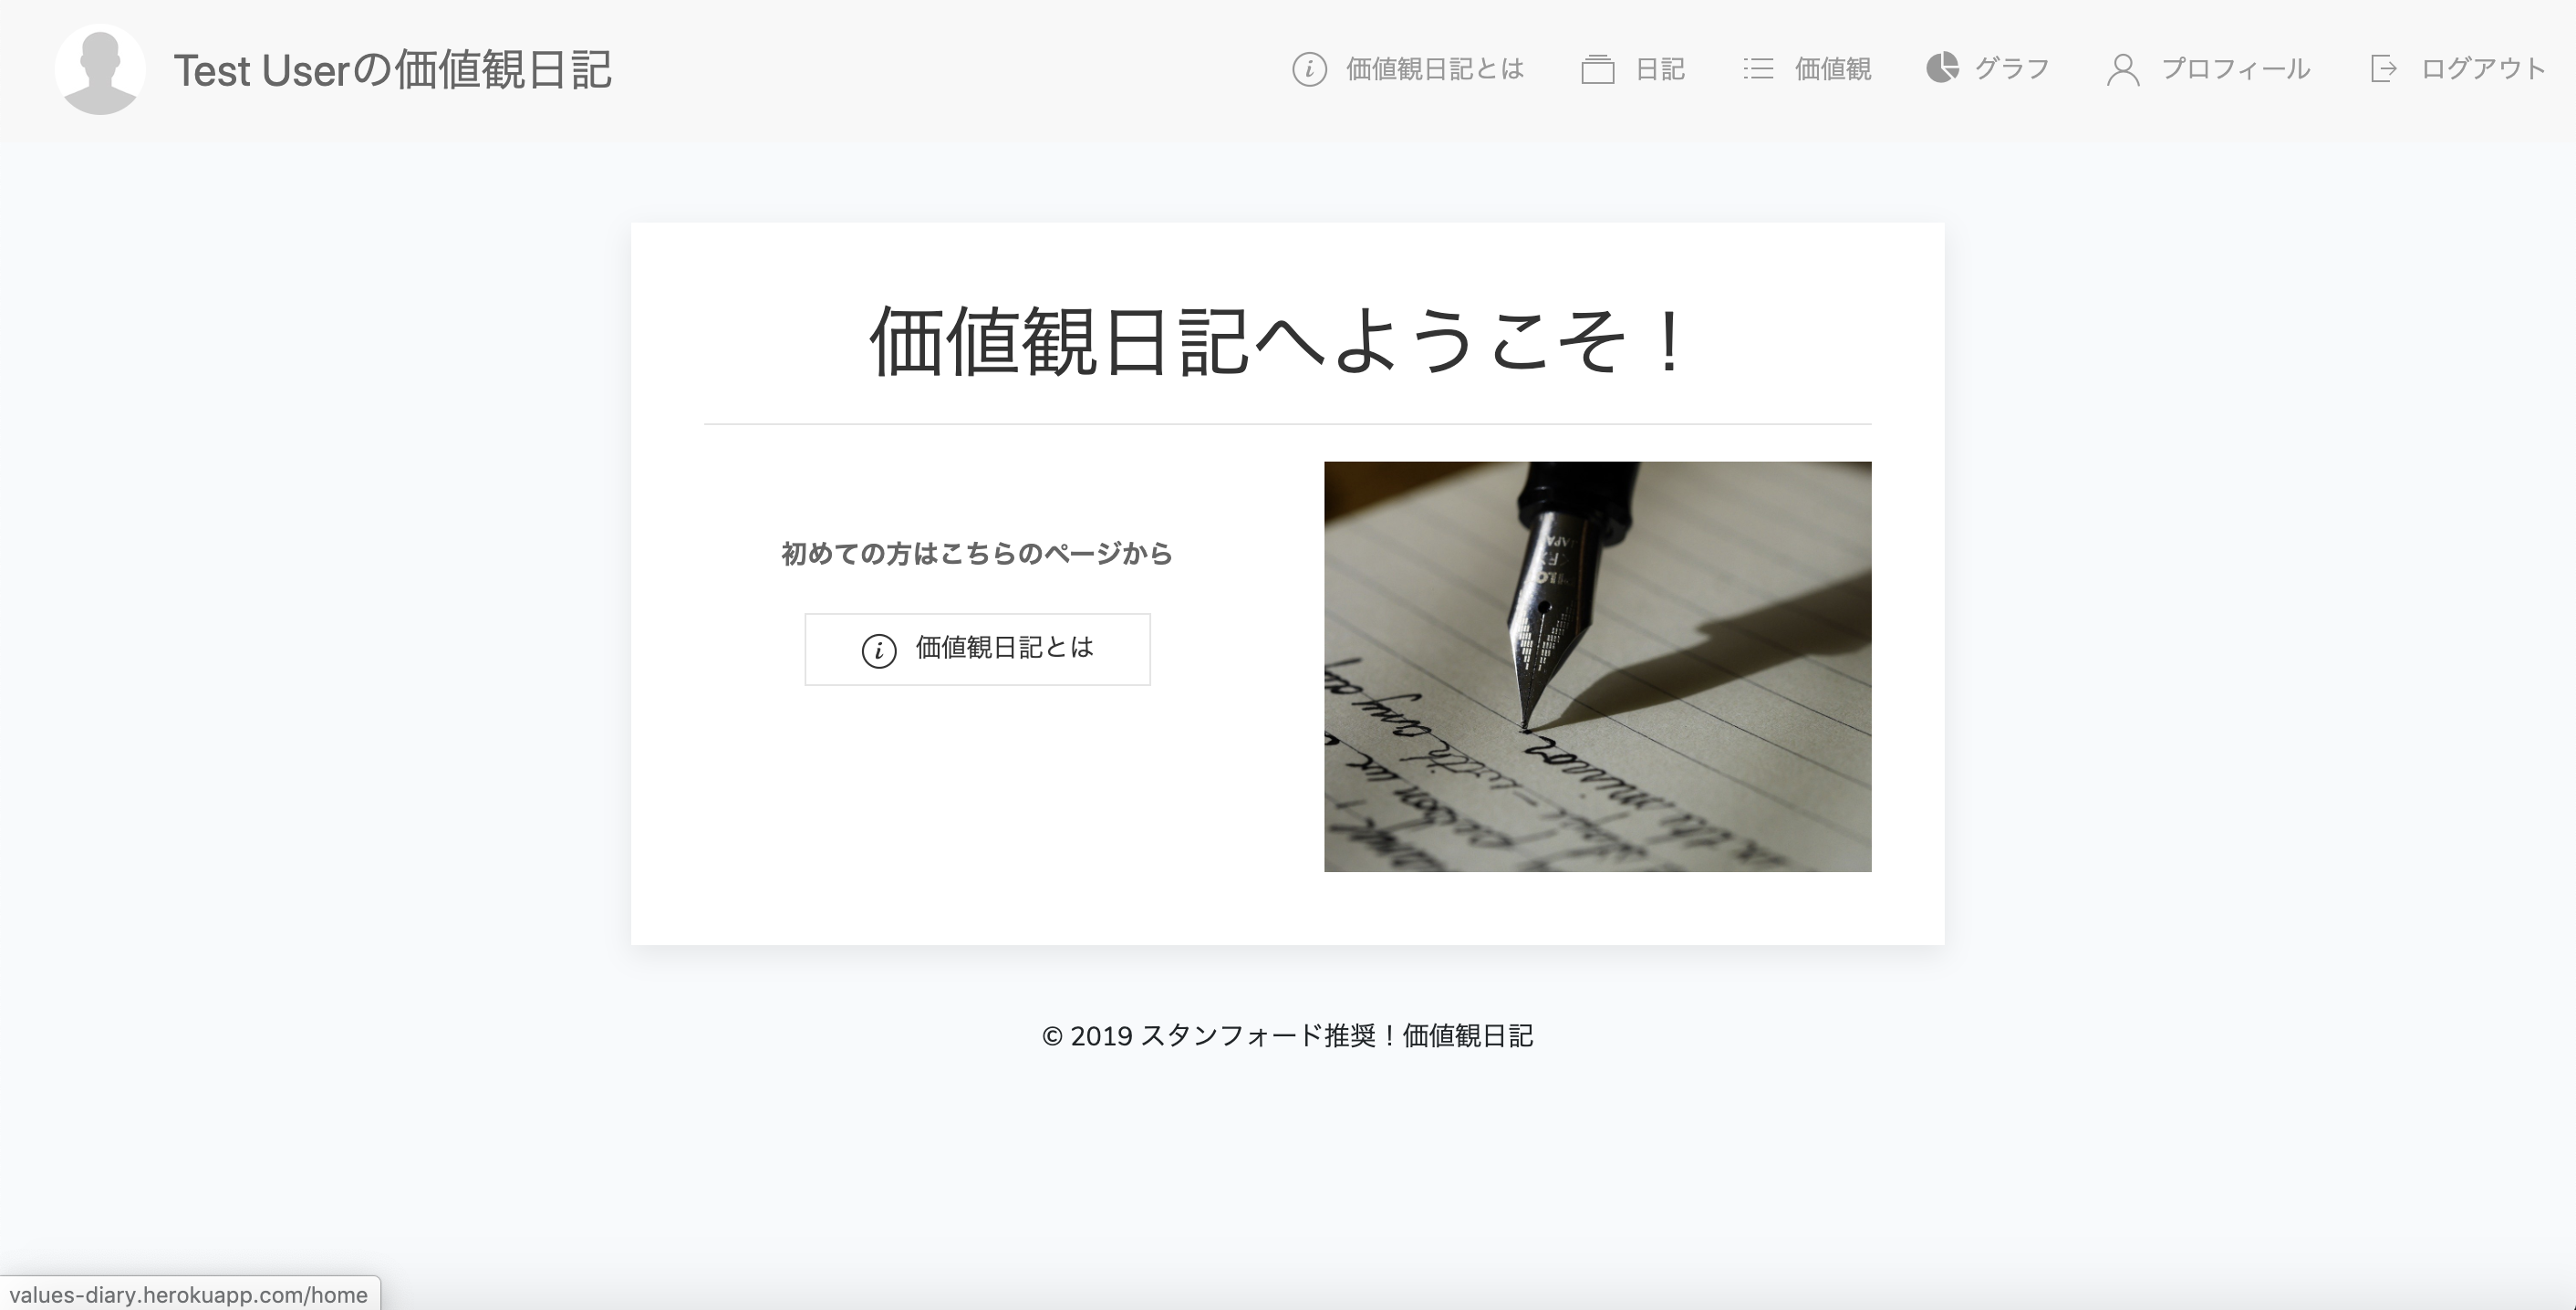 Test Userの価値観日記
価値観日記とは
日記
価値観
グラフ
プロフィール
ログアウト
価値観日記へようこそ！
初めての方はこちらのページから
価値観日記とは
© 2019 スタンフォード推奨！価値観日記
values-diary.herokuapp.com/home